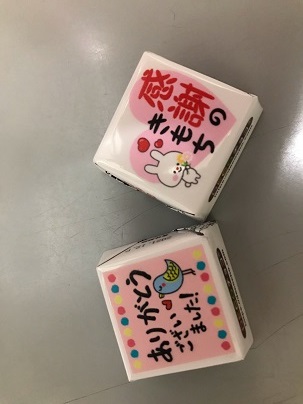 感謝の
きもち
ありがとう
ござい
ました!